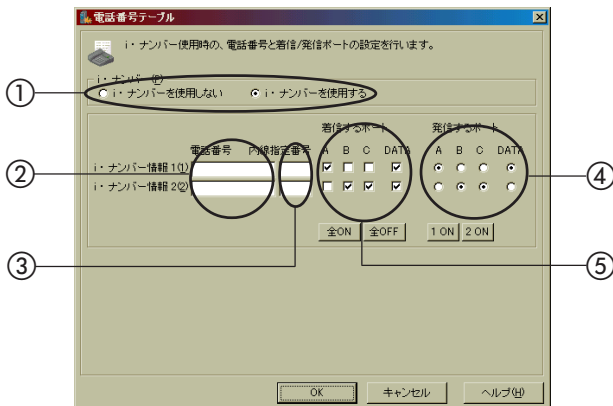 電話番号テーブル
i・ナンバー使用時の、電話番号と着信/発信ポートの設定を行います。
i・ナンバー(P)
① i・ナンバーを使用しない i・ナンバーを使用する
着信するポート 発信するポート
電話番号 内線指定番号 A B C DATA A B C DATA
② i・ナンバー情報 1(1)
i・ナンバー情報 2(2) ④
全ON 全OFF 1 ON 2 ON
③ ⑤
OK キャンセル ヘルプ(H)